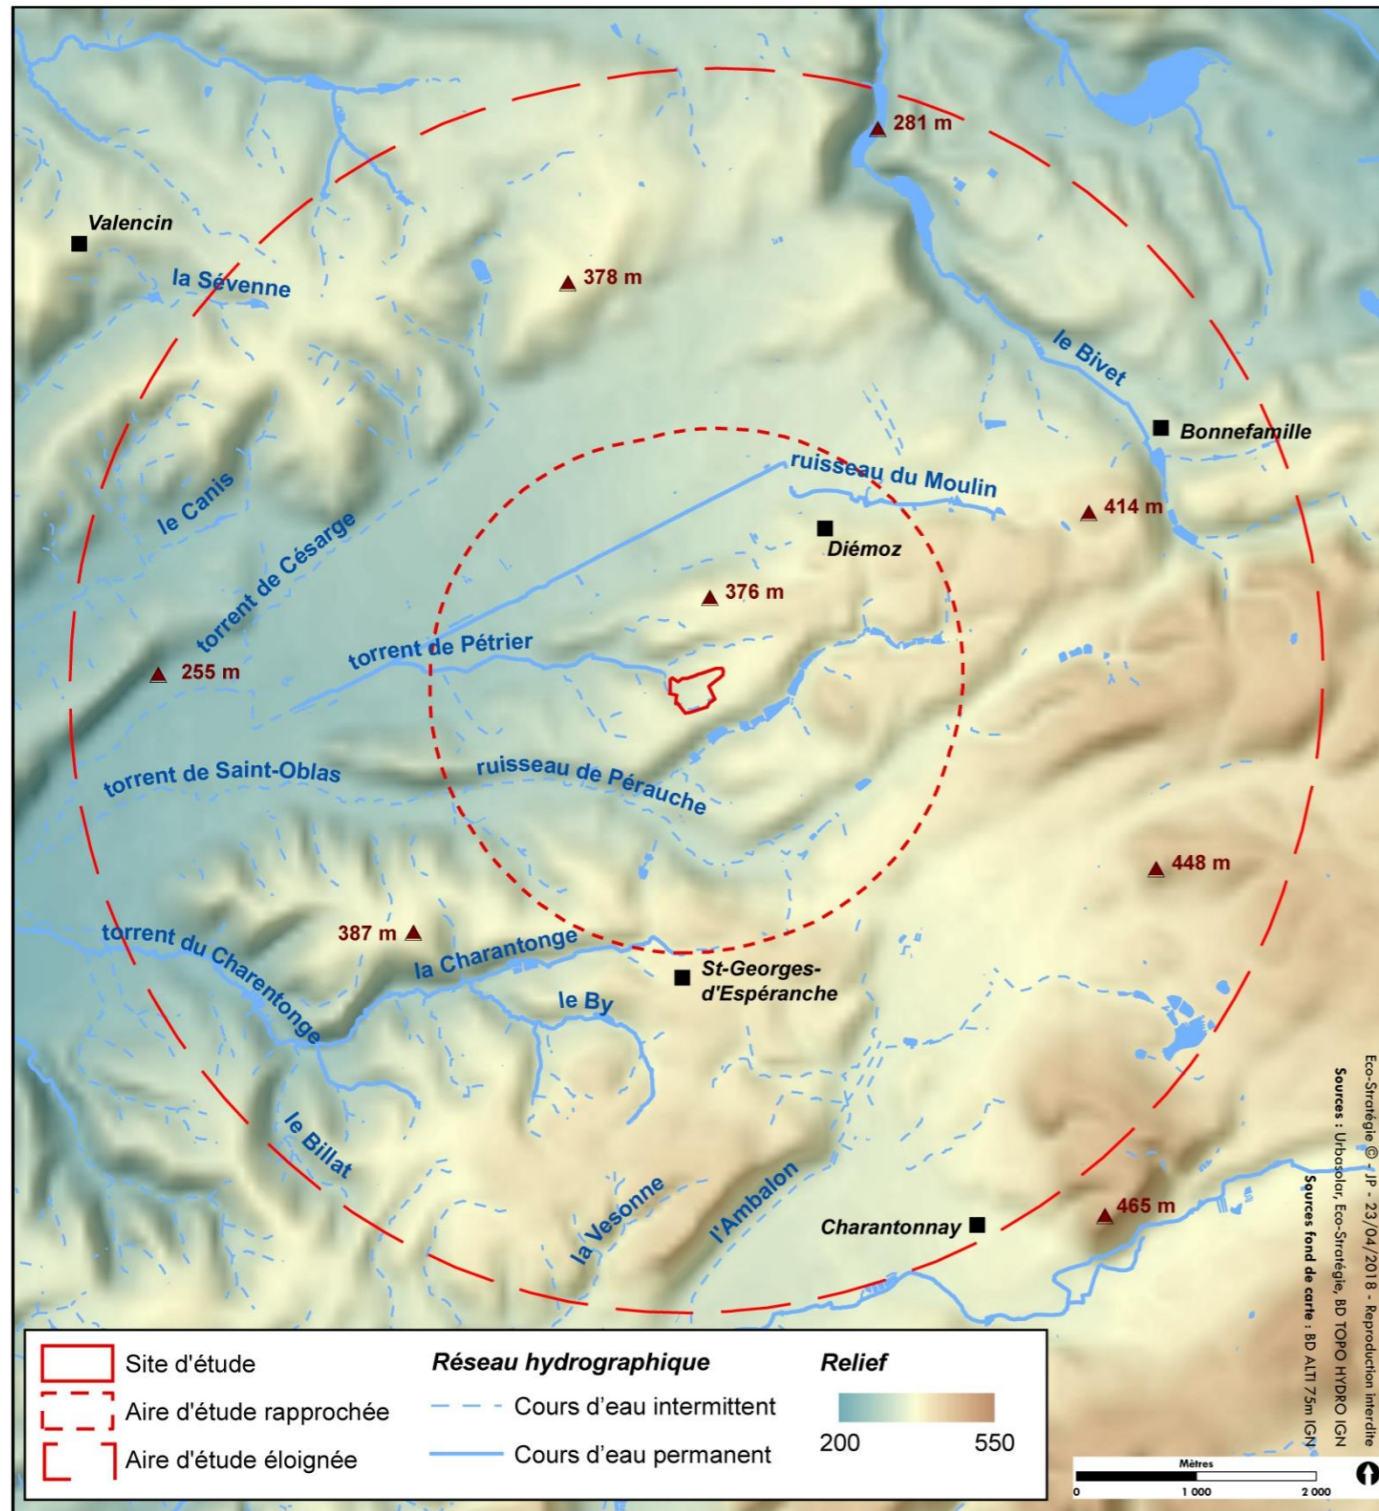 281 m
Valencin
la Sévenne
378 m
le Bivet
Bonnefamille
ruisseau du Moulin
le Canis
414 m
torrent de Césarge
Diémoz
376 m
torrent de Pétrier
255 m
torrent de Saint-Oblas
ruisseau de Pérauche
448 m
387 m
torrent du Charentonge
la Charantonge
St-Georges-
d'Espéranche
le By
le Billat
la Vesonne
l'Ambalon
Charantonnay
465 m
Eco-Stratégie © - JP - 23/04/2018 - Reproduction interdite
Sources : Urbasolar, Eco-Stratégie, BD TOPO HYDRO IGN
Sources fond de carte : BD ALTI 75m IGN
Site d'étude
Aire d'étude rapprochée
Aire d'étude éloignée
Réseau hydrographique
Cours d'eau intermittent
Cours d'eau permanent
Relief
200 550
Mètres
0 1 000 2 000